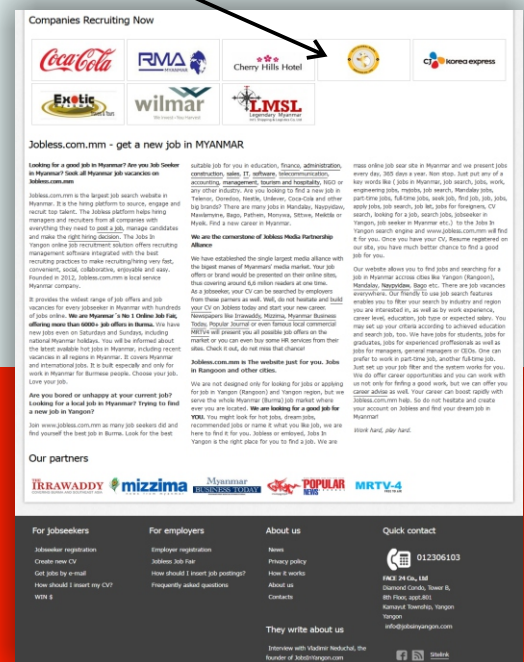 Companies Recruiting Now
Coca-Cola
RMA
MYANMAR
Cherry Hills Hotel
CJ korea express
Exotic
wilmar
LMSL
Legendary Myanmar
Jobless.com.mm - get a new job in MYANMAR
Looking for a good job in Myanmar? Are you Job Seeker
in Myanmar? Seek all Myanmar job vacancies on
Jobless.com.mm
Jobless.com.mm is the largest job search website in
Myanmar. It is the hiring platform to source, engage and
recruit top talent. The Jobless platform helps hiring
managers and recruiters from all companies with
everything they need to post a job, manage candidates
and make the right hiring decision. The Jobs In
Yangon online job recruitment solution offers recruiting
management software integrated with the best
recruiting practices to make recruiting/hiring very fast,
convenient, social, collaborative, enjoyable and easy.
Founded in 2012, Jobless.com.mm is local service
Myanmar company.
It provides the widest range of job offers and job
vacancies for every jobseeker in Myanmar with hundreds
of jobs online. We are Myanmar´s No 1 Online Job Fair,
offering more than 6000+ job offers in Burma. We have
new jobs even on Saturdays and Sundays, including
national Myanmar holidays. You will be informed about
the latest available hot jobs in Myanmar, including recent
vacancies in all regions in Myanmar. It covers Myanmar
and international jobs. It is built especially and only for
work in Myanmar for Burmese people. Choose your job.
Love your job.
Are you bored or unhappy at your current job?
Looking for a local job in Myanmar? Trying to find
a new job in Yangon?
Join www.jobless.com.mm as many job seekers did and
find yourself the best job in Burma. Look for the best
suitable job for you in education, finance, administration,
construction, sales, IT, software, telecommunication,
accounting, management, tourism and hospitality, NGO or
any other industry. Are you looking to find a new job in
Telenor, Ooredoo, Nestle, Unilever, Coca-Cola and other
big brands? There are many jobs in Mandalay, Naypydaw,
Mawlamyine, Bago, Pathein, Monywa, Sittwe, Meiktila or
Myeik. Find a new career in Myanmar.
We are the cornerstone of Jobless Media Partnership
Alliance
We have established the single largest media alliance with
the bigest manes of Myanmars' media market. Your job
offer or brand would be presented on their online sites,
thus covering around 6,6 milion readers at one time.
As a jobseeker, your CV can be searched by employers
from these parners as well. Well, do not hesitate and build
your CV on Jobless today and start your new career.
Newspapers like Irrawaddy, Mizzima, Myanmar Business
Today, Popular Journal or even famous local commercial
MRTV4 will present you all possible job offers on the
market or you can even buy some HR services from their
sites. Check it out, do not miss that chance!
Jobless.com.mm is The website just for you. Jobs
in Rangoon and other cities.
We are not designed only for looking for jobs or applying
for job in Yangon (Rangoon) and Yangon region, but we
serve the whole Myanmar (Burma) job market where
ever you are located. We are looking for a good job for
YOU. You might look for hot jobs, dream jobs,
recommended jobs or name it what you like job, we are
here to find it for you. Jobless or emloyed, Jobs In
Yangon is the right place for you to find a job. We are
mass online job sear site in Myanmar and we present jobs
every day, 365 days a year. Non stop. Just put any of a
key words like ( jobs in Myanmar, job search, jobs, work,
engineering jobs, myjobs, job search, Mandalay jobs,
part-time jobs, full-time jobs, seek job, find job, job, jobs,
apply jobs, job search, job let, jobs for foreigners, CV
search, looking for a job, search jobs, jobseeker in
Yangon, job seeker in Myanmar etc.) to the Jobs In
Yangon search engine and www.jobless.com.mm will find
it for you. Once you have your CV, Resume registered on
our site, you have much better chance to find a good
job for you.
Our website allows you to find jobs and searching for a
job in Myanmar accross cities like Yangon (Rangoon),
Mandalay, Naypyidaw, Bago etc. There are job vacancies
everywhere. Our friendly to use job search features
enables you to filter your search by industry and region
you are interested in, as well as by work experience,
career level, education, job type or expected salary. You
may set up your criteria according to achieved education
and search job, too. We have jobs for students, jobs for
graduates, jobs for experienced proffesionals as well as
jobs for managers, general managers or CEOs. One can
prefer to work in part-time job, another full-time job.
Just set up your job filter and the system works for you.
We do offer career opportunities and you can work with
us not only for finding a good work, but we can offer you
career advise as well. Your career can boost rapidly with
Jobless.com.mm help. So do not hestiate and create
your account on Jobless and find your dream job in
Myanmar!
Work hard, play hard.
Our partners
IRRAWADDY
mizzima
Myanmar
BUSINESS TODAY
POPULAR
NEWS
MRTV-4
For jobseekers
Jobseeker registration
Create new CV
Get jobs by e-mail
How should I insert my CV?
WIN $
For employers
Employer registration
Jobless Job Fair
How should I insert job postings?
Frequently asked questions
About us
News
Privacy policy
How it works
About us
Contacts
They write about us
Interview with Vladimir Neduchal, the
founder of JobsInYangon.com
Quick contact
012306103
FACE 24 Co., Ltd
Diamond Condo, Tower B,
8th Floor, appt.801
Kamayut Township, Yangon
Yangon
info@jobsinyangon.com
Sitelink